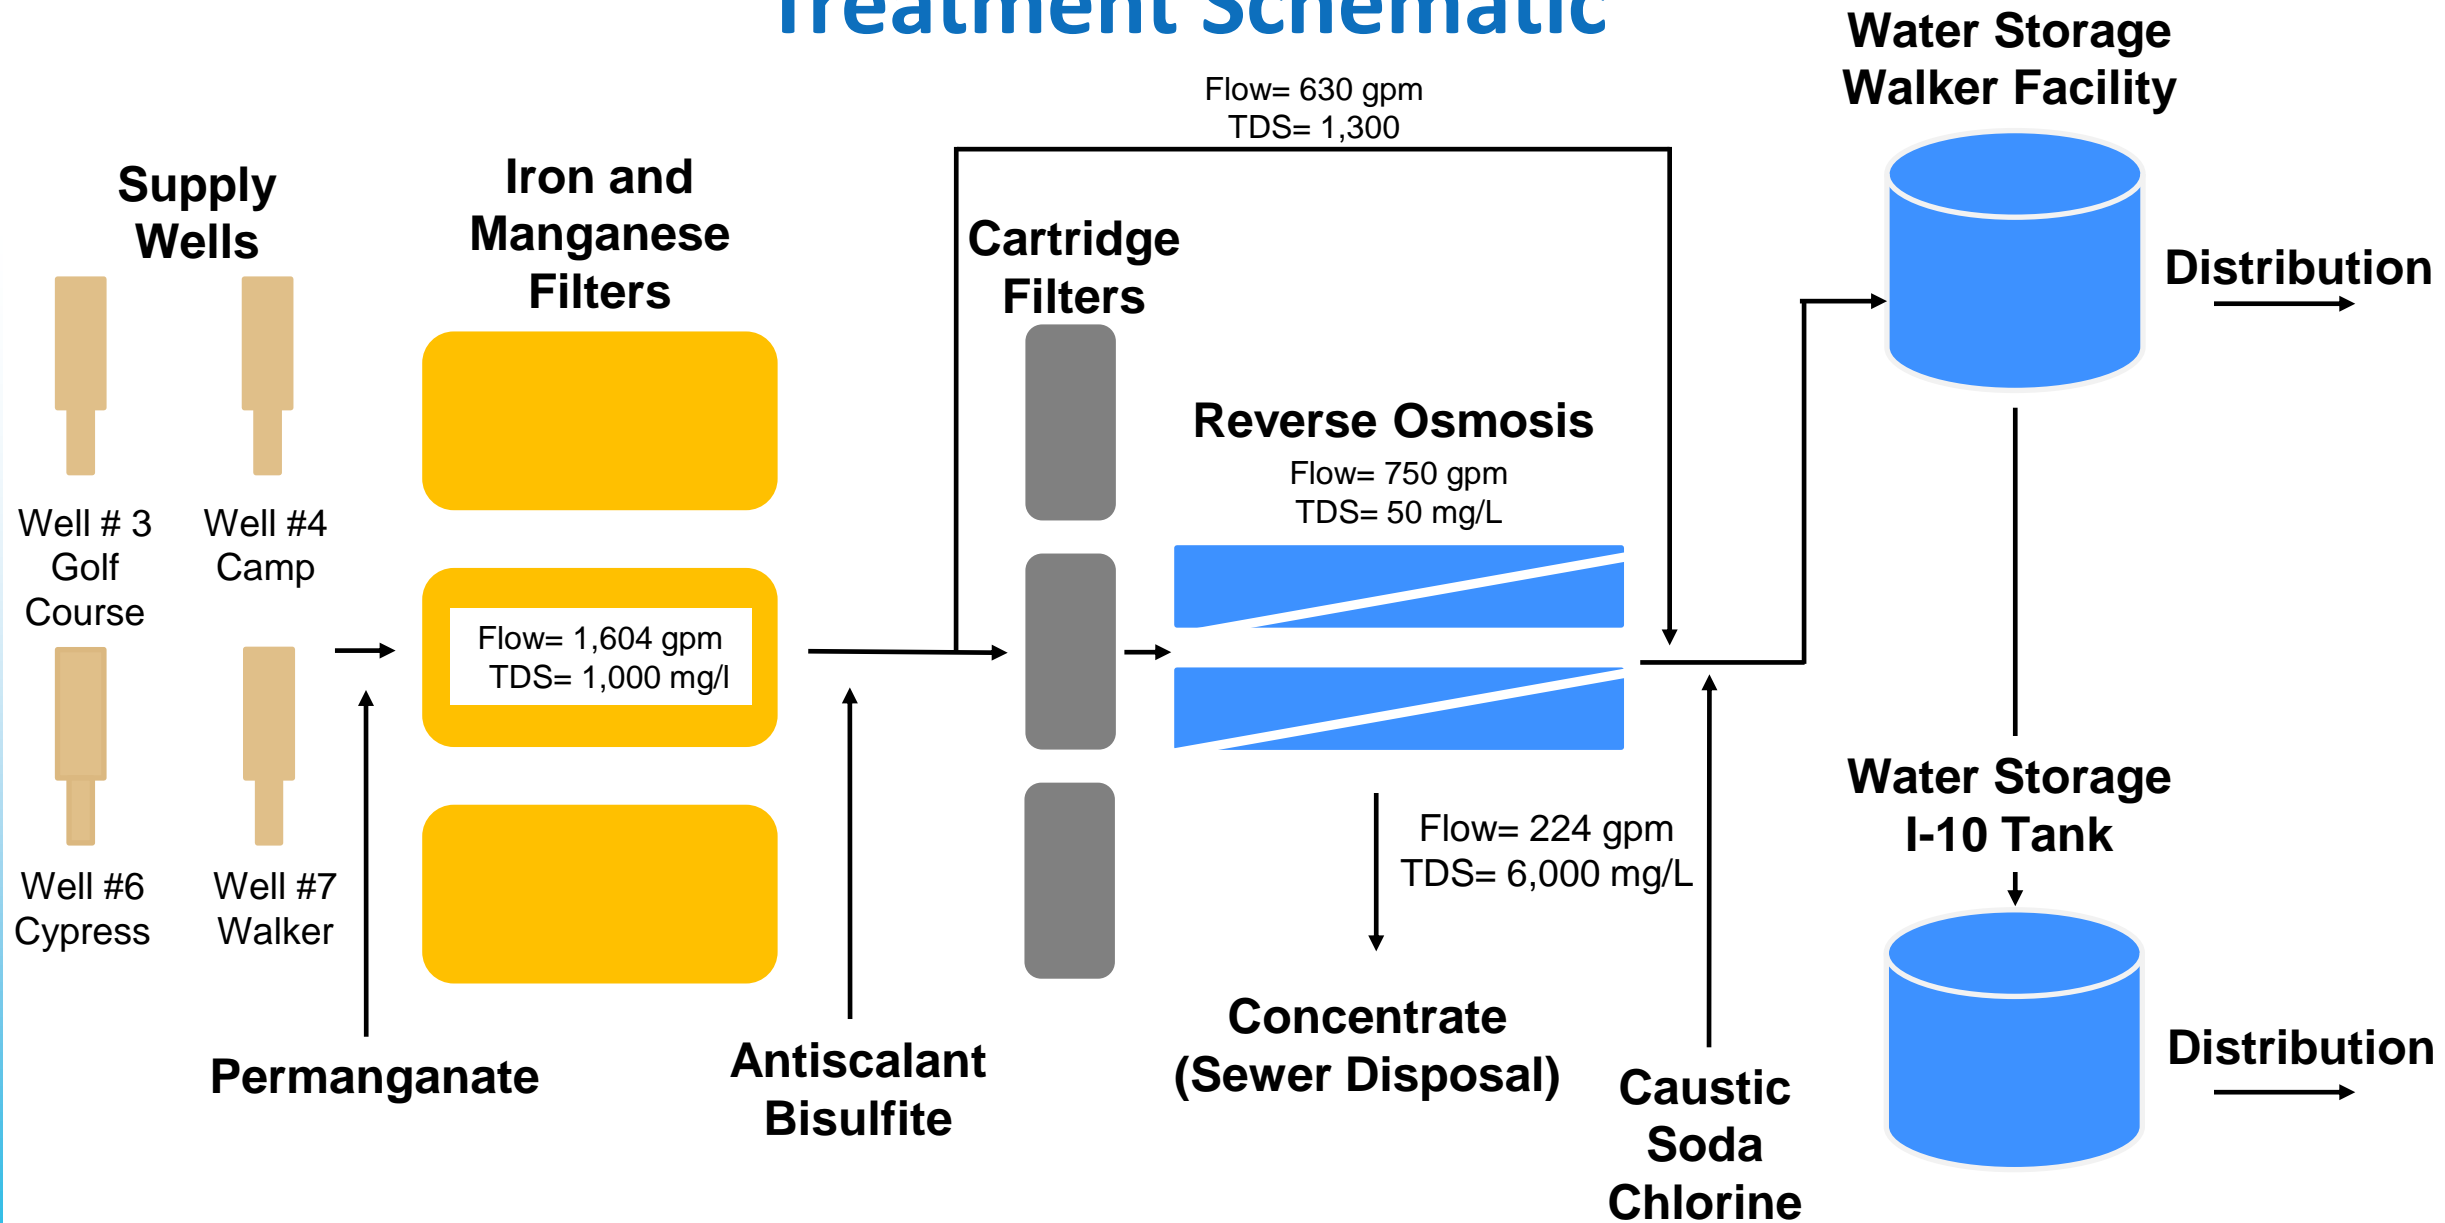 Treatment Schematic
Flow= 630 gpm
TDS= 1,300
Water Storage
Walker Facility
Supply
Wells
Iron and
Manganese
Filters
Cartridge
Filters
Distribution
Reverse Osmosis
Flow= 750 gpm
TDS= 50 mg/L
Well # 3
Golf
Course
Well #4
Camp
Flow= 1,604 gpm
TDS= 1,000 mg/l
Well #6
Cypress
Well #7
Walker
Flow= 224 gpm
TDS= 6,000 mg/L
Water Storage
I-10 Tank
Permanganate
Antiscalant
Bisulfite
Concentrate
(Sewer Disposal)
Caustic
Soda
Chlorine
Distribution